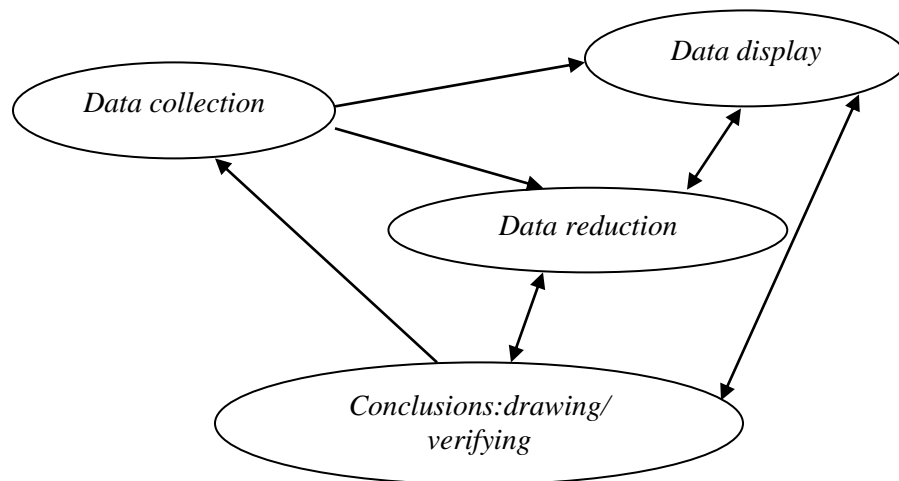 Data display
Data collection
Data reduction
Conclusions:drawing/
verifying